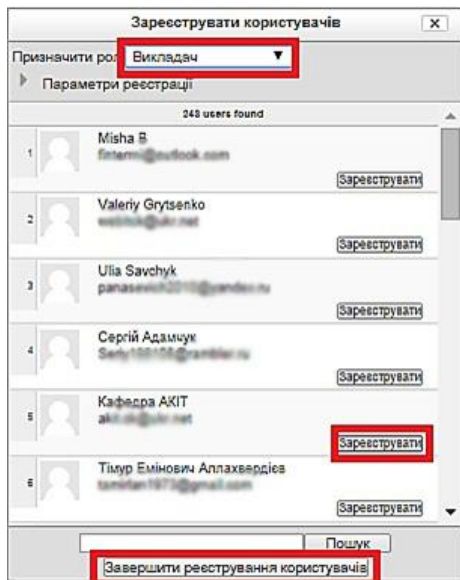 Зареєструвати користувачів
Призначити рол Викладач
Параметри реєстрації
243 users found
1
Misha B
Зареєструвати
2
Valeriy Grytsenko
Зареєструвати
3
Ulia Savchyk
Зареєструвати
4
Сергій Адамчук
Зареєструвати
5
Кафедра АКІТ
Зареєструвати
6
Тімур Емінович Аллахвердієв
Зареєструвати
Пошук
Завершити реєстрування користувачів